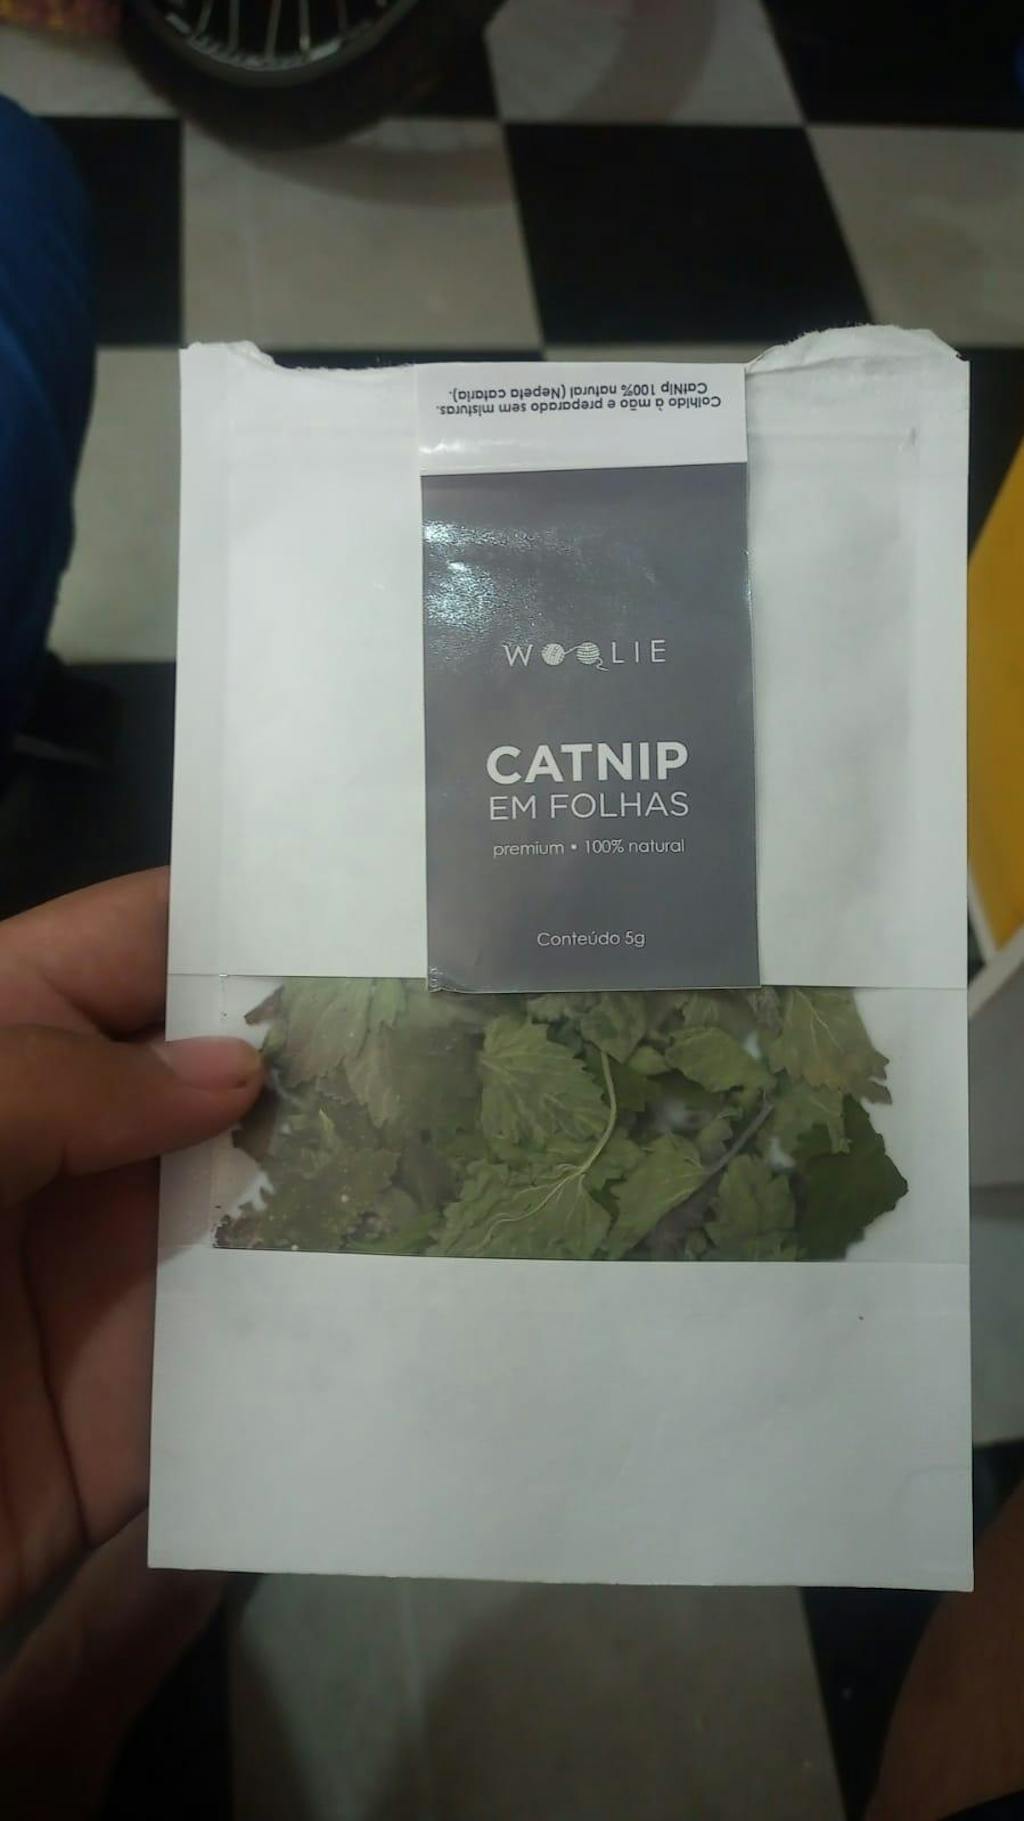 Colhido à mão e preparado sem misturas.
CatNip 100% natural (Nepeta cataria).
WOOLIE
CATNIP
EM FOLHAS
premium • 100% natural
Conteúdo 5g